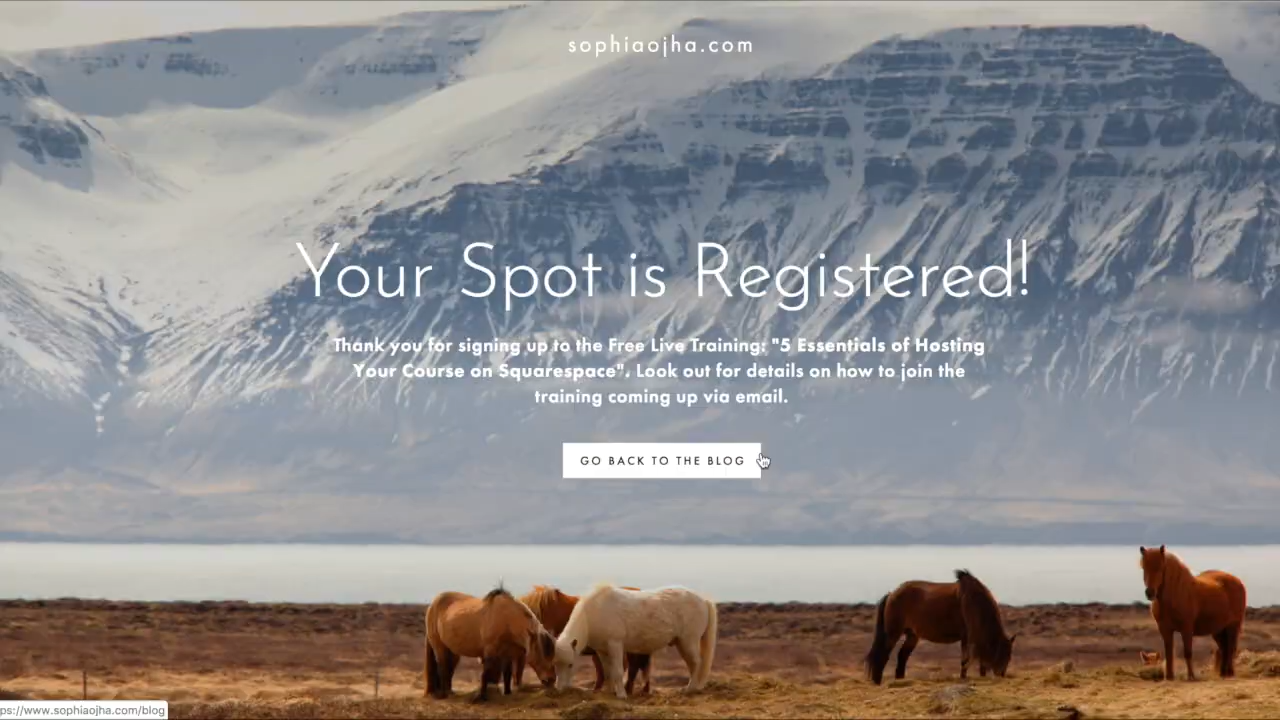 sophiaojha.com
Your Spot is Registered!
Thank you for signing up to the Free Live Training: "5 Essentials of Hosting
Your Course on Squarespace". Look out for details on how to join the
training coming up via email.
GO BACK TO THE BLOG
ps://www.sophiaojha.com/blog